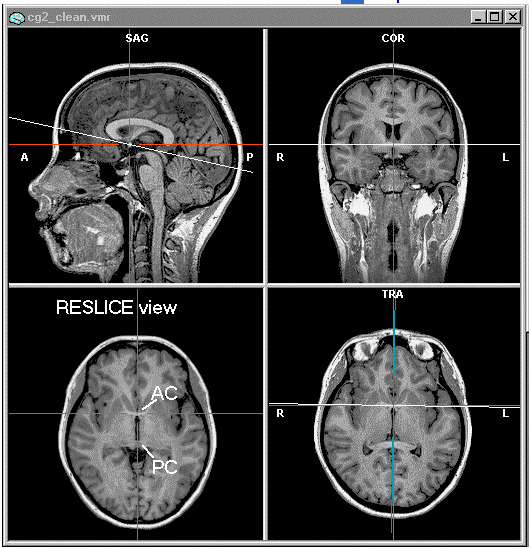 cg2_clean.vmr
SAG
COR
A
P
R
L
RESLICE view
TRA
AC
R
L
PC